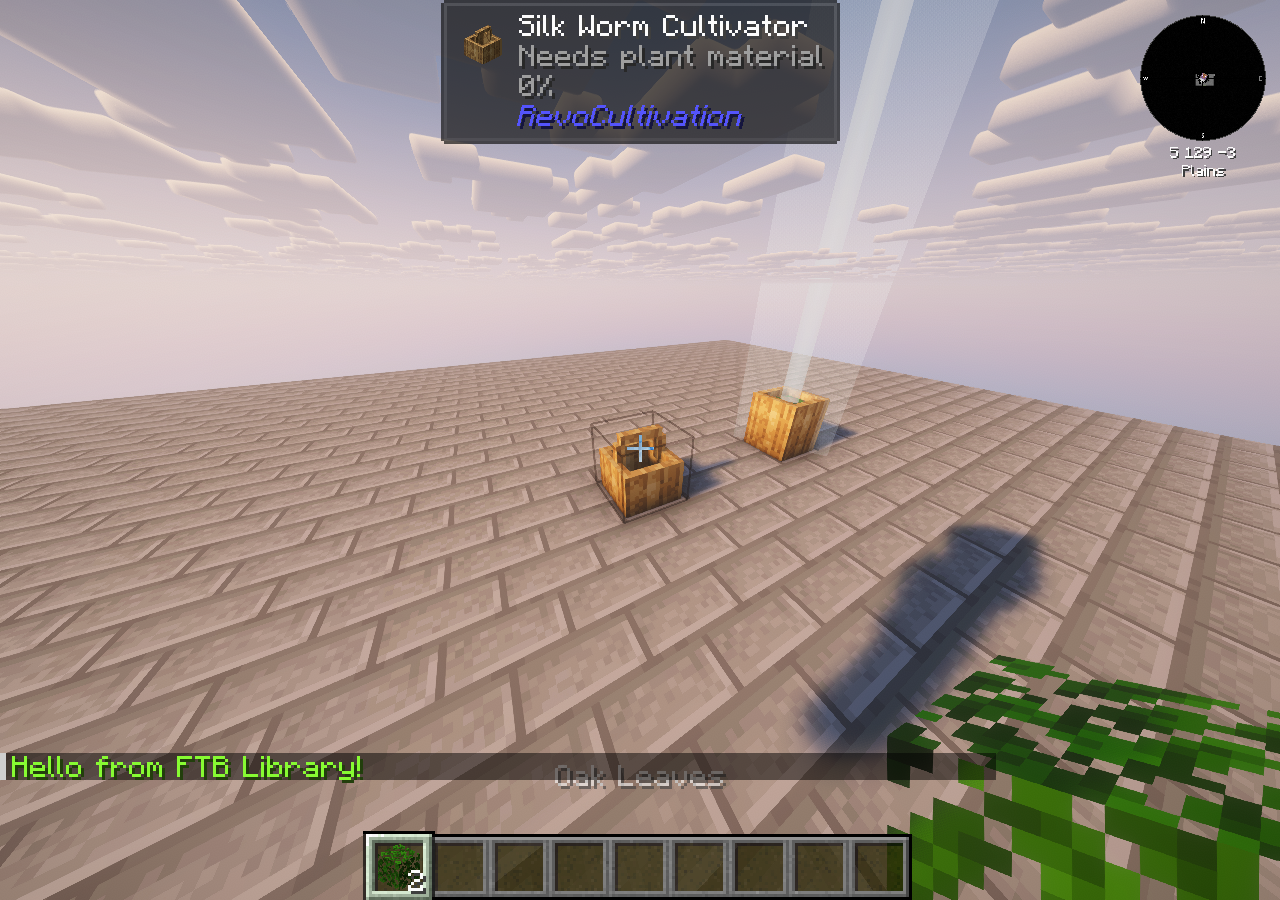 Silk Worm Cultivator
Needs plant material
0%
RevoCultivation
N
W
E
S
5 129 -3
Plains
Hello from FTB Library!
Oak Leaves
2